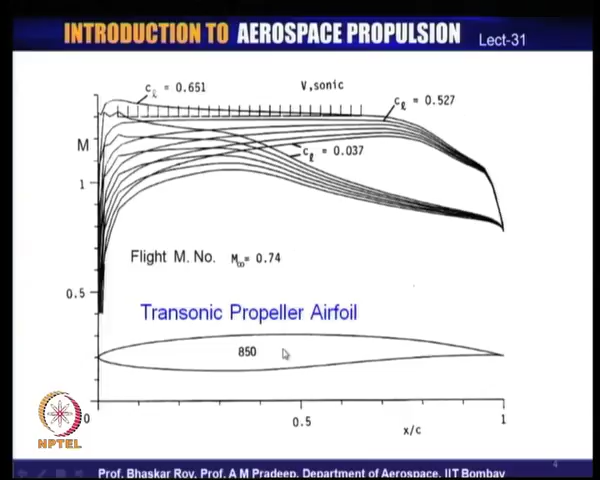 INTRODUCTION TO AEROSPACE PROPULSION
Lect-31
cℓ = 0.651
V,sonic
cℓ = 0.527
M
cℓ = 0.037
1
Flight M. No. M∞= 0.74
0.5
Transonic Propeller Airfoil
850
0
0.5
x/c
1
NPTEL
4
Prof. Bhaskar Roy, Prof. A M Pradeep, Department of Aerospace, IIT Bombay